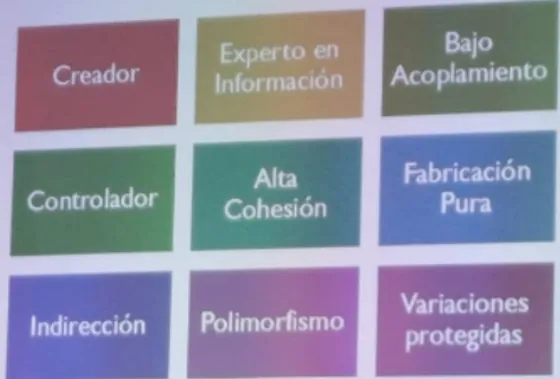 Creador
Experto en
Información
Bajo
Acoplamiento
Controlador
Alta
Cohesión
Fabricación
Pura
Indirección
Polimorfismo
Variaciones
protegidas